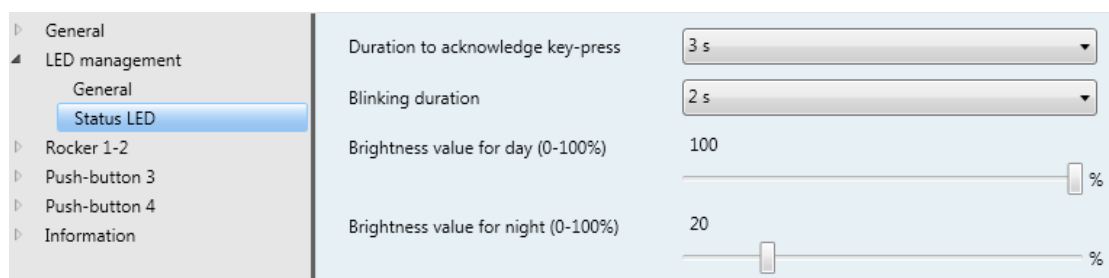 General
LED management
General
Status LED
Rocker 1-2
Push-button 3
Push-button 4
Information
Duration to acknowledge key-press 3 s
Blinking duration 2 s
Brightness value for day (0-100%) 100
%
Brightness value for night (0-100%) 20
%